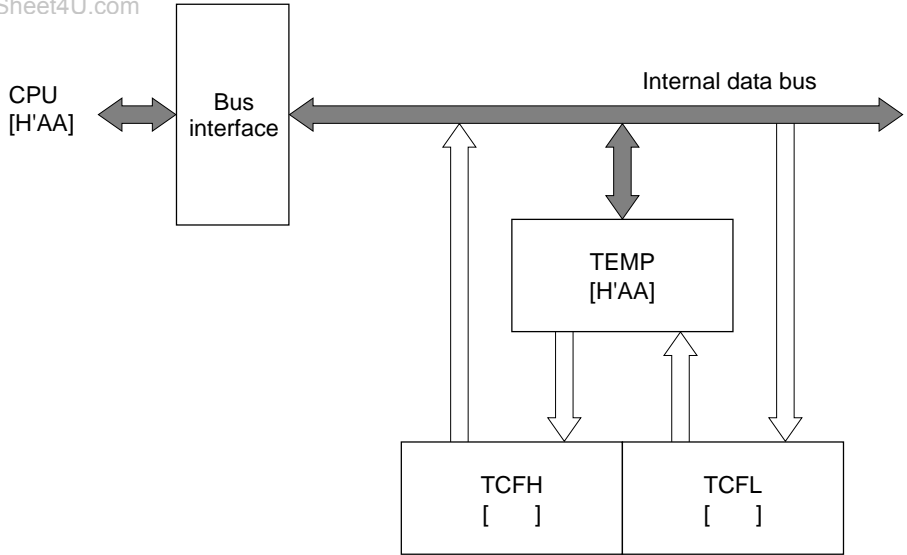 Sheet4U.com
Internal data bus
CPU
[H'AA]
Bus
interface
TEMP
[H'AA]
TCFH
[ ]
TCFL
[ ]